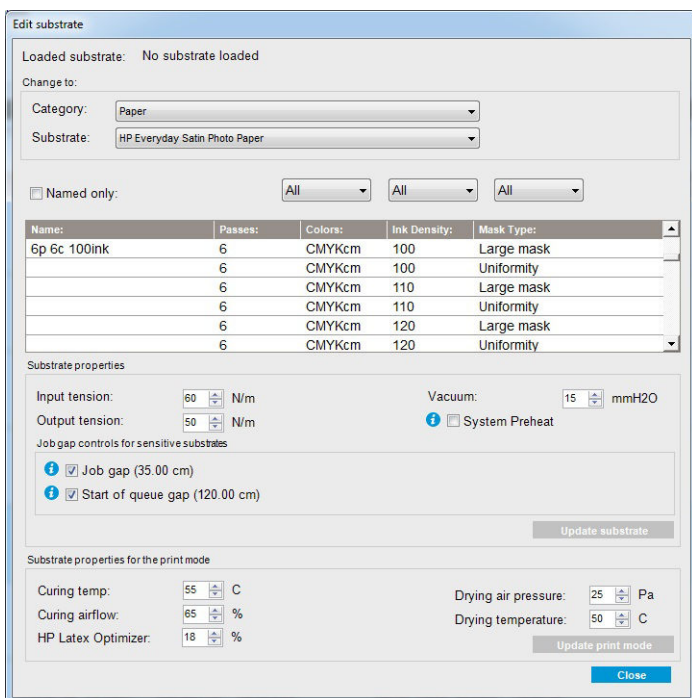 Edit substrate
Loaded substrate: No substrate loaded
Change to:
Category: Paper
Substrate: HP Everyday Satin Photo Paper
Named only: All All All
Name: Passes: Colors: Ink Density: Mask Type:
6p 6c 100ink 6 CMYKcm 100 Large mask
6 CMYKcm 100 Uniformity
6 CMYKcm 110 Large mask
6 CMYKcm 110 Uniformity
6 CMYKcm 120 Large mask
6 CMYKcm 120 Uniformity
Substrate properties
Input tension: 60 N/m Vacuum: 15 mmH2O
Output tension: 50 N/m i System Preheat
Job gap controls for sensitive substrates
i Job gap (35.00 cm)
i Start of queue gap (120.00 cm)
Update substrate
Substrate properties for the print mode
Curing temp: 55 C Drying air pressure: 25 Pa
Curing airflow: 65 % Drying temperature: 50 C
HP Latex Optimizer: 18 % Update print mode
Close